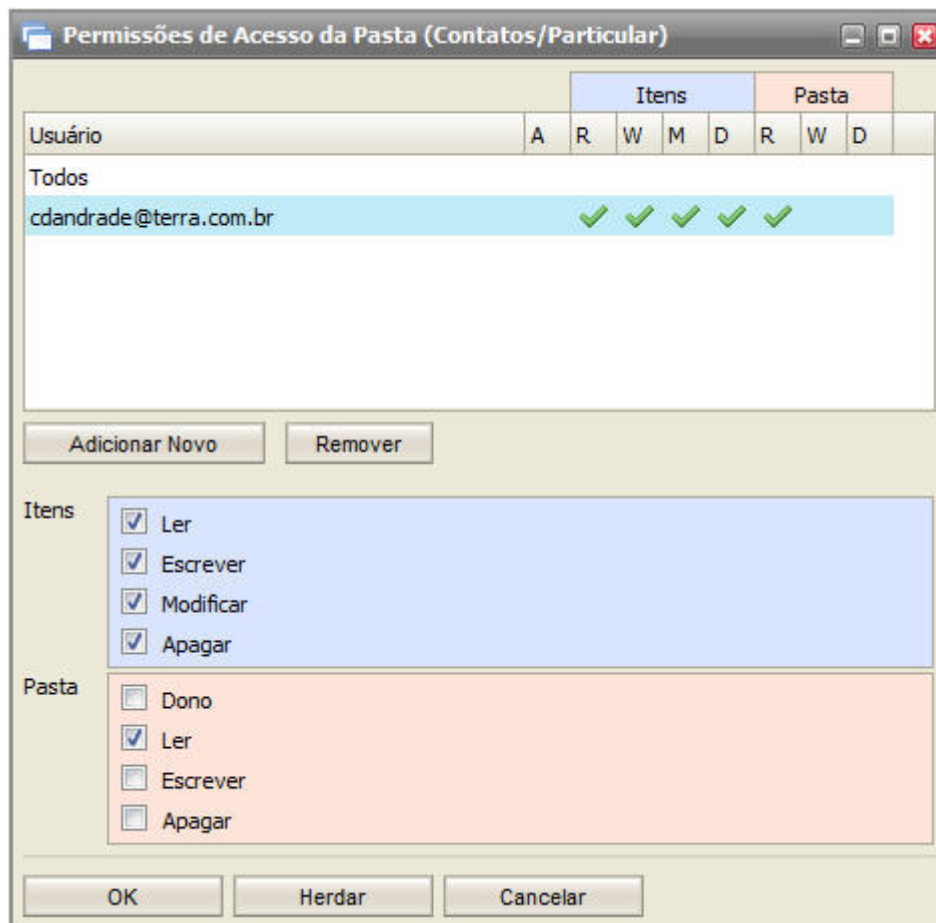 Permissões de Acesso da Pasta (Contatos/Particular)
Itens Pasta
Usuário A R W M D R W D
Todos
cdandrade@terra.com.br
Adicionar Novo Remover
Itens
Ler
Escrever
Modificar
Apagar
Pasta
Dono
Ler
Escrever
Apagar
OK Herdar Cancelar